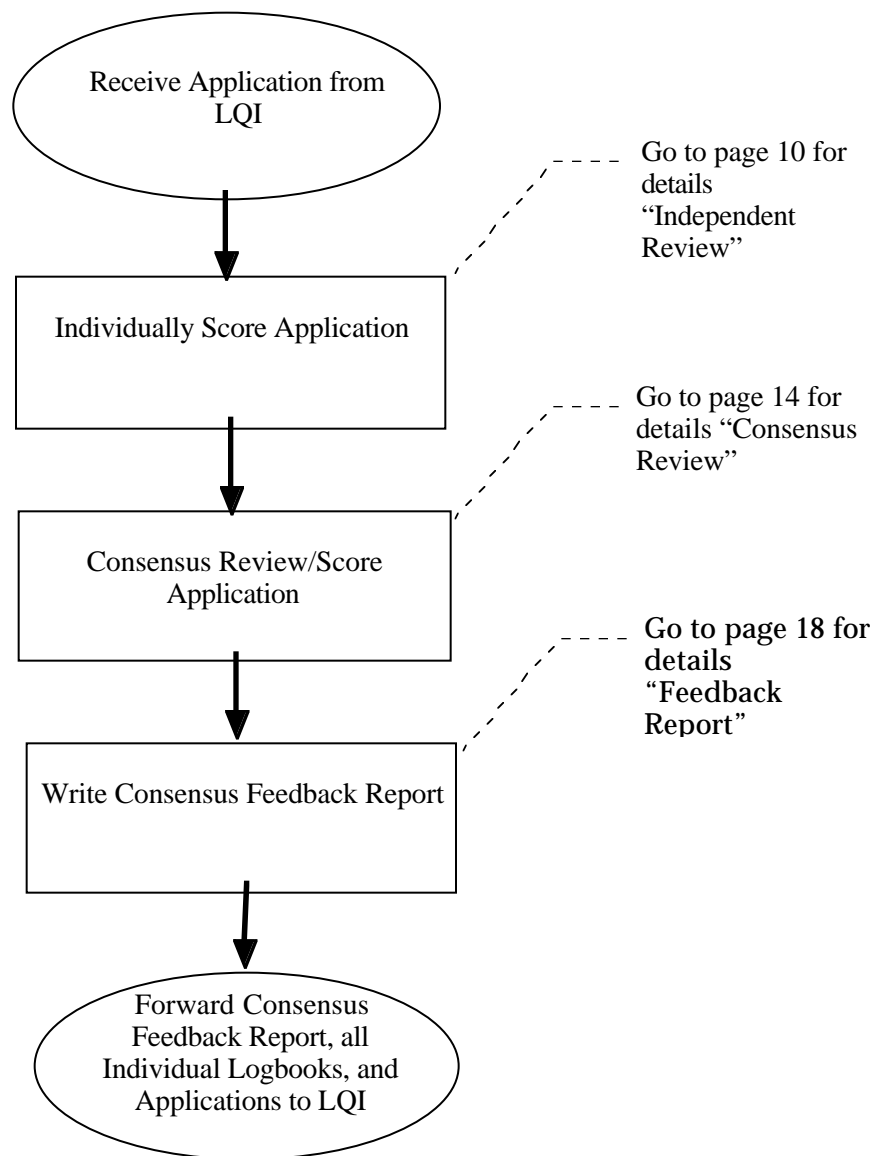 Receive Application from
LQI
Go to page 10 for
details
“Independent
Review”
Individually Score Application
Go to page 14 for
details “Consensus
Review”
Consensus Review/Score
Application
Go to page 18 for
details
“Feedback
Report”
Write Consensus Feedback Report
Forward Consensus
Feedback Report, all
Individual Logbooks, and
Applications to LQI